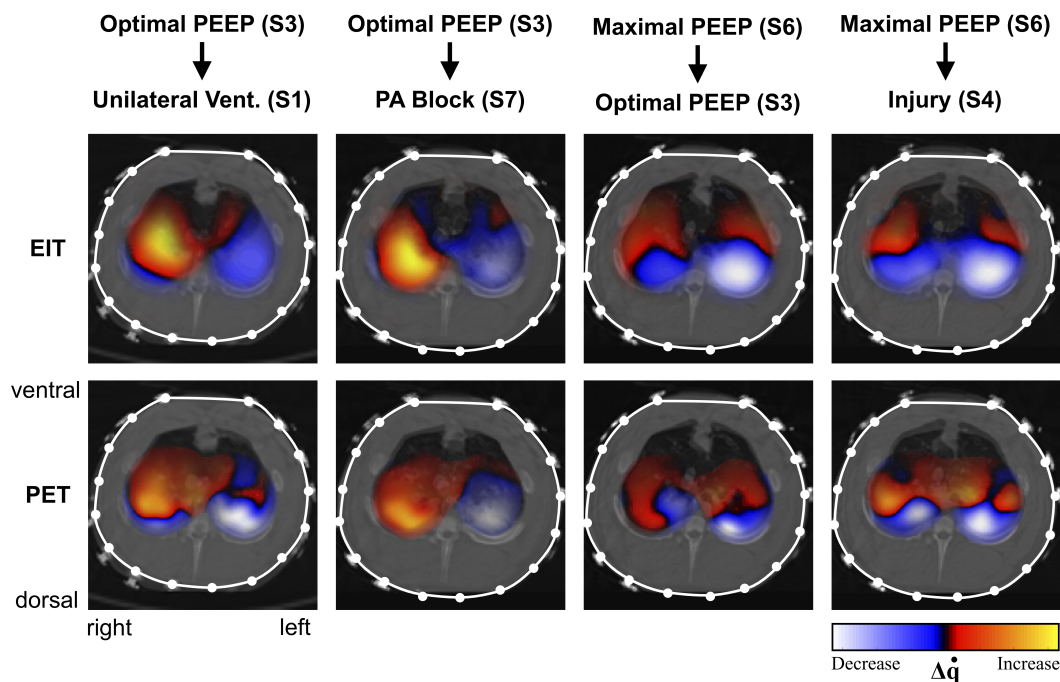 Optimal PEEP (S3)
Unilateral Vent. (S1)
Optimal PEEP (S3)
PA Block (S7)
Maximal PEEP (S6)
Optimal PEEP (S3)
Maximal PEEP (S6)
Injury (S4)
EIT
ventral
PET
dorsal
right
left
Decrease
Δq̇
Increase